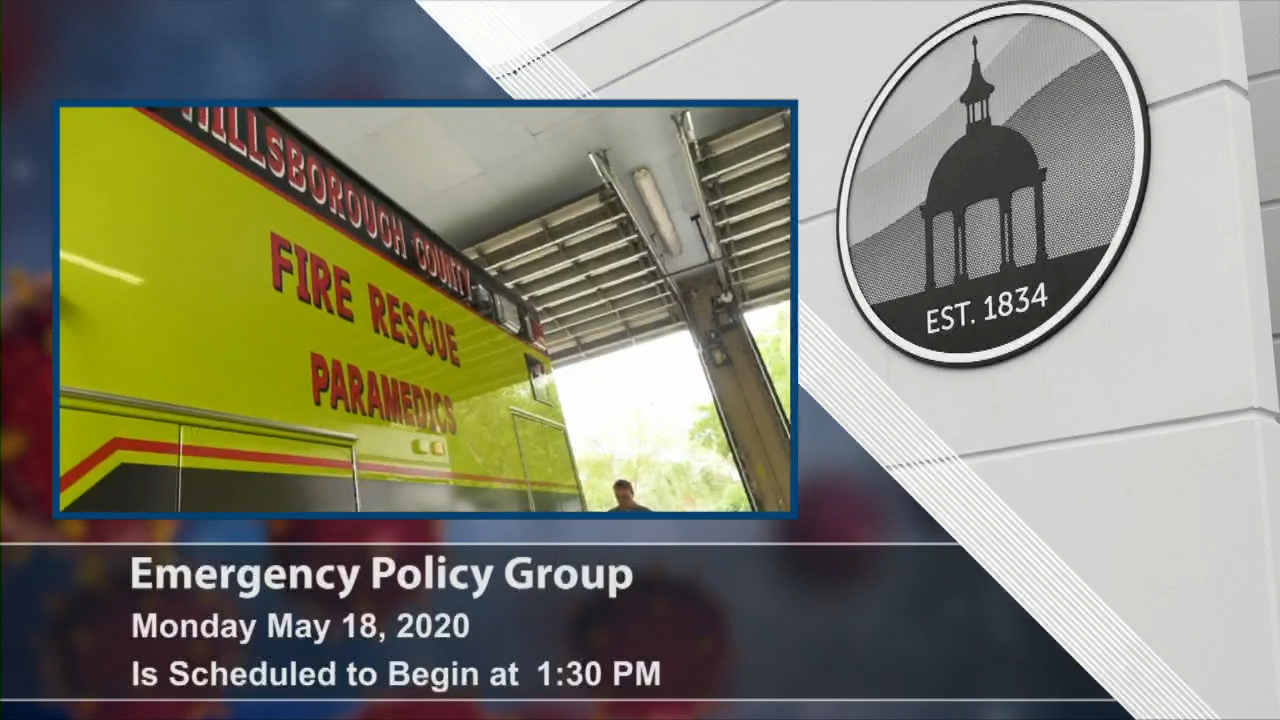 HILLSBOROUGH COUNTY
FIRE RESCUE
PARAMEDICS
EST. 1834
Emergency Policy Group
Monday May 18, 2020
Is Scheduled to Begin at 1:30 PM